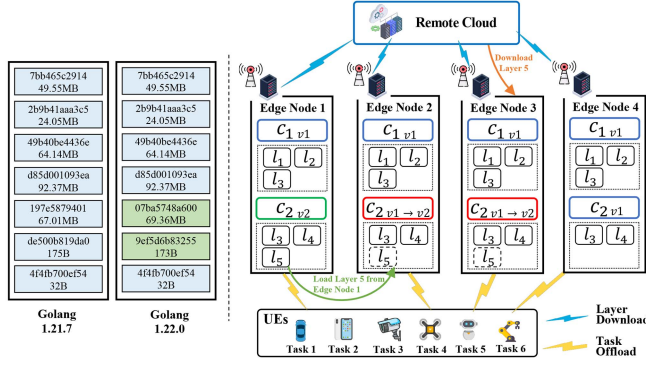 7bb465c2914
49.55MB
2b9b41aaa3c5
24.05MB
49b40be4436e
64.14MB
d85d001093ea
92.37MB
197e5879401
67.01MB
de500b819da0
175B
4f4fb700ef54
32B
Golang
1.21.7
7bb465c2914
49.55MB
2b9b41aaa3c5
24.05MB
49b40be4436e
64.14MB
d85d001093ea
92.37MB
07ba5748a600
69.36MB
9ef5d6b83255
173B
4f4fb700ef54
32B
Golang
1.22.0
Remote Cloud
Download
Layer 5
Edge Node 1
C1 v1
l1 l2
l3
C2 v2
l3 l4
l5
Edge Node 2
C1 v1
l1 l2
l3
C2 v1→v2
l3 l4
l5
Edge Node 3
C1 v1
l1 l2
l3
C2 v1→v2
l3 l4
l5
Edge Node 4
C1 v1
l1 l2
l3
C2 v1
l3 l4
Load Layer 5 from
Edge Node 1
UEs
Task 1 Task 2 Task 3 Task 4 Task 5 Task 6
Layer
Download
Task
Offload